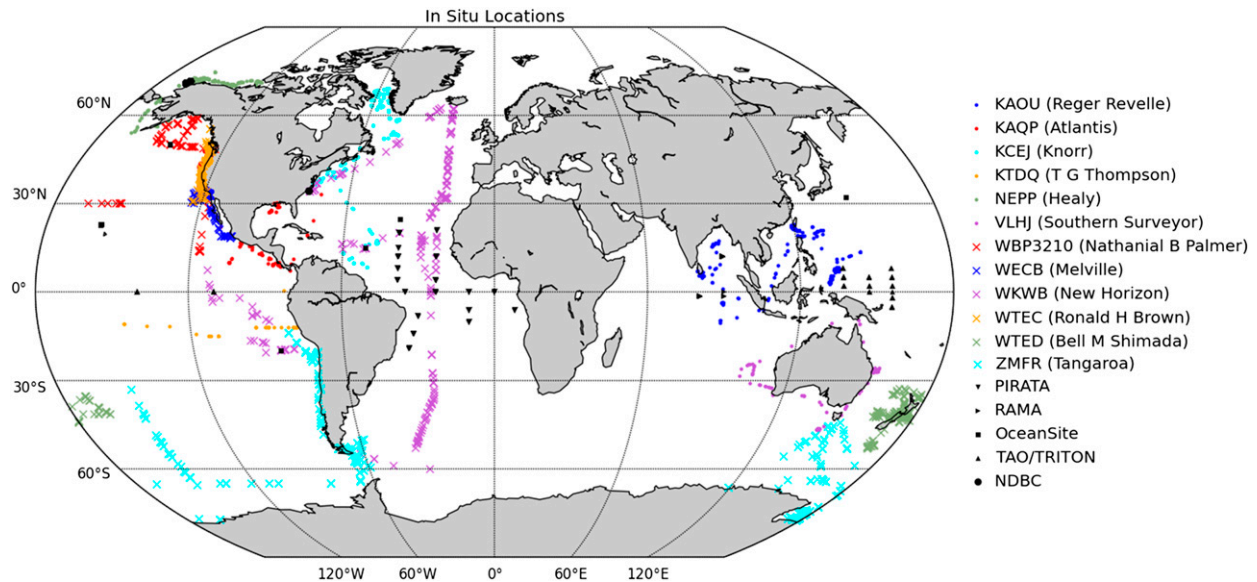 In Situ Locations
60°N
30°N
0°
30°S
60°S
120°W
60°W
0°
60°E
120°E
KAOU (Reger Revelle)
KAQP (Atlantis)
KCEJ (Knorr)
KTDQ (T G Thompson)
NEPP (Healy)
VLHJ (Southern Surveyor)
WBP3210 (Nathanial B Palmer)
WECB (Melville)
WKWB (New Horizon)
WTEC (Ronald H Brown)
WTED (Bell M Shimada)
ZMFR (Tangaroa)
PIRATA
RAMA
OceanSite
TAO/TRITON
NDBC